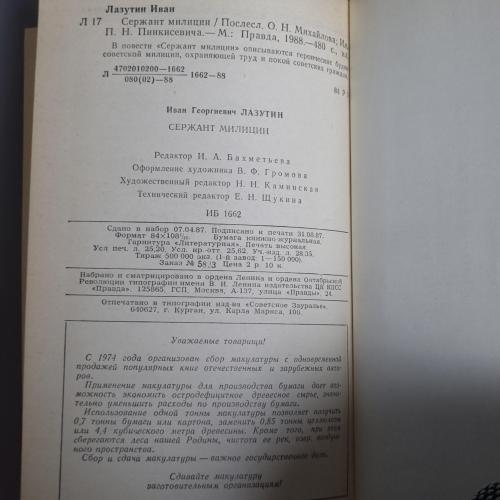 Лазутин Иван
Л 17 Сержант милиции / Послесл. О. Н. Михайлова; Ил.
П. Н. Пинкисевича.— М.: Правда, 1988.—480 с., ил.
В повести «Сержант милиции» описываются героические будни
советской милиции, охраняющей труд и покой советских граждан.
Л 4702010200—1662 1662—88
080(02)—88
84 Р
Иван Георгиевич ЛАЗУТИН
СЕРЖАНТ МИЛИЦИИ
Редактор И. А. Бахметьева
Оформление художника В. Ф. Громова
Художественный редактор Н. Н. Каминская
Технический редактор Е. Н. Щукина
ИБ 1662
Сдано в набор 07.04.87. Подписано к печати 31.08.87.
Формат 84×108¹/₃₂. Бумага книжно-журнальная.
Гарнитура «Литературная». Печать высокая
Усл. печ. л. 25,20. Усл. кр.-отт. 25,62. Уч.-изд. л. 28,35.
Тираж 500 000 экз. (1-й завод: 1—150 000).
Заказ № 58/3 Цена 2 р. 10 к.
Набрано и сматрицировано в ордена Ленина и ордена Октябрьской
Революции типографии имени В. И. Ленина издательства ЦК КПСС
«Правда», 125865, ГСП, Москва, А-137, улица «Правды», 24.
Отпечатано в типографии изд-ва «Советское Зауралье».
640627, г. Курган, ул. Карла Маркса, 106.
Уважаемые товарищи!
С 1974 года организован сбор макулатуры с одновременной
продажей популярных книг отечественных и зарубежных авто-
ров.
Применение макулатуры для производства бумаги дает воз-
можность экономить остродефицитное древесное сырье, значи-
тельно уменьшить расходы по производству бумаги.
Использование одной тонны макулатуры позволяет получить
0,7 тонны бумаги или картона, заменить 0,85 тонны целлюлозы
или 4,4 кубического метра древесины. Кроме того, при этом
сберегаются леса нашей Родины, чистота ее рек, озер, воздуш-
ного пространства.
Сбор и сдача макулатуры — важное государственное дело.
Сдавайте макулатуру
заготовительным организациям!